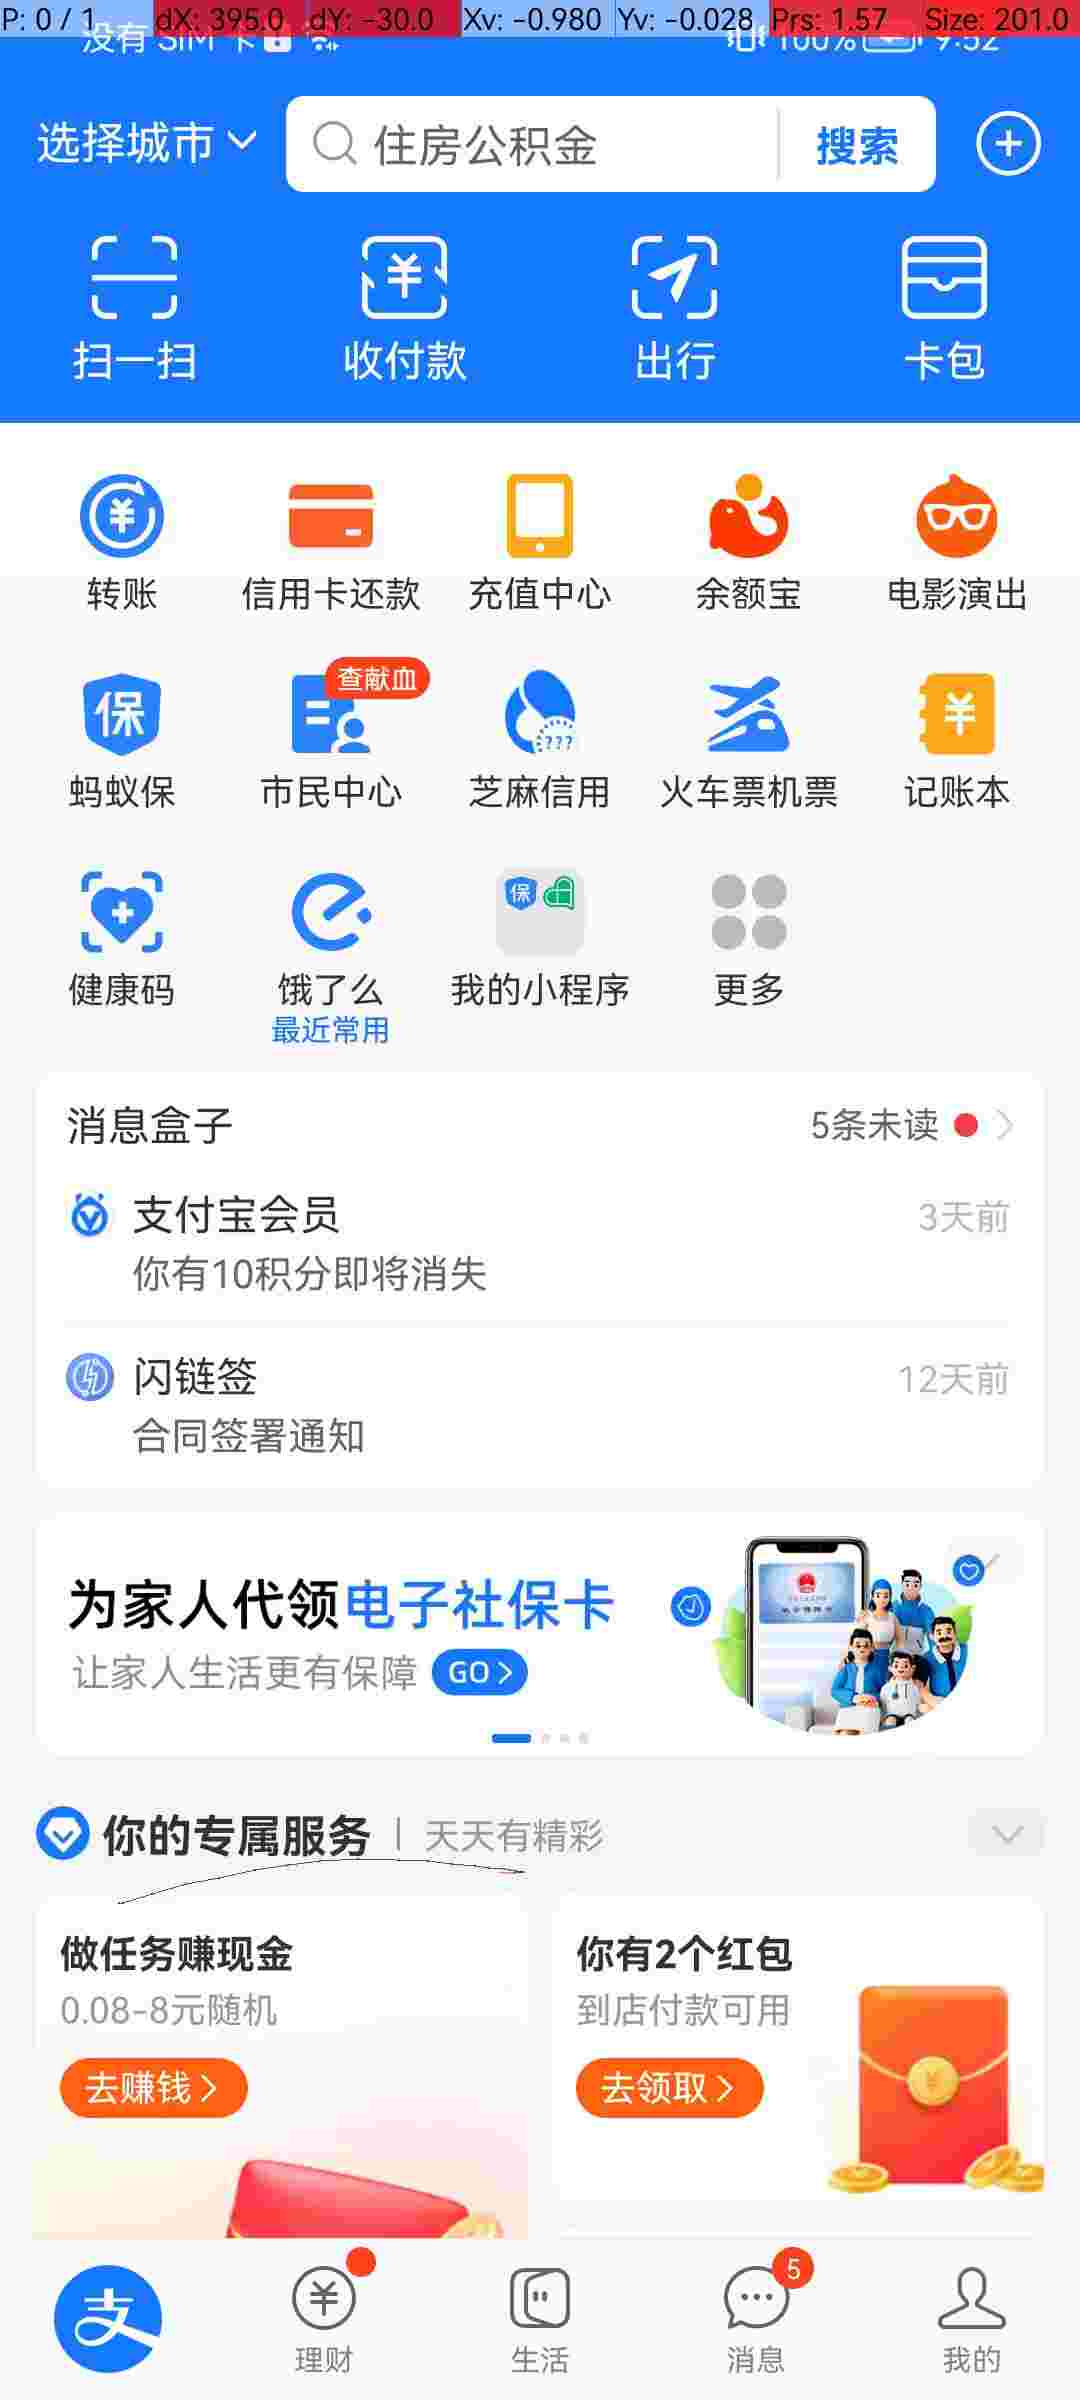 P: 0 / 1 dX: 395.0 dY: -30.0 Xv: -0.980 Yv: -0.028 Prs: 1.57 Size: 201.0
没有 SIM 卡 100% 9:52
选择城市 住房公积金 搜索
扫一扫 收付款 出行 卡包
转账 信用卡还款 充值中心 余额宝 电影演出
保 查献血 ??? 
蚂蚁保 市民中心 芝麻信用 火车票机票 记账本
保
健康码 饿了么 我的小程序 更多
最近常用
消息盒子 5条未读
支付宝会员 3天前
你有10积分即将消失
闪链签 12天前
合同签署通知
为家人代领电子社保卡
让家人生活更有保障 GO
你的专属服务 天天有精彩
做任务赚现金 你有2个红包
0.08-8元随机 到店付款可用
去赚钱 去领取
支 5
理财 生活 消息 我的